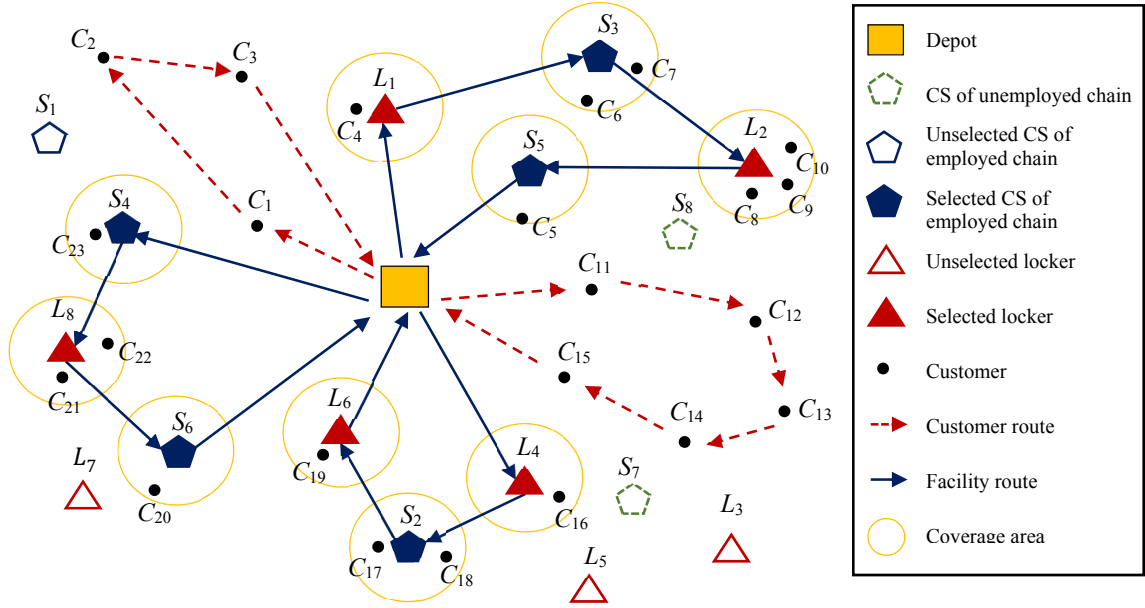 C2
C3
S3
C7
L1
S1
C4
C6
L2
S5
C10
C9
C8
S4
C1
C5
S8
C23
C11
L8
C12
C22
C15
C21
L6
S6
C14
C13
L7
L4
C19
S7
C20
C16
L3
S2
C17
C18
L5
Depot
CS of unemployed chain
Unselected CS of
employed chain
Selected CS of
employed chain
Unselected locker
Selected locker
Customer
Customer route
Facility route
Coverage area